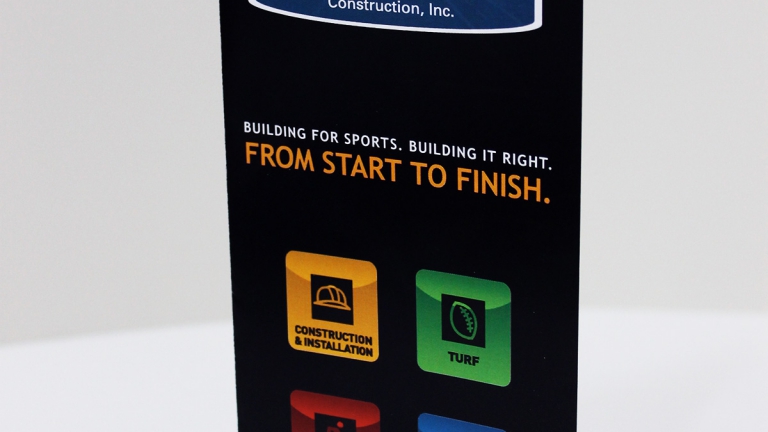 Construction, Inc.
BUILDING FOR SPORTS. BUILDING IT RIGHT.
FROM START TO FINISH.
CONSTRUCTION
& INSTALLATION
TURF